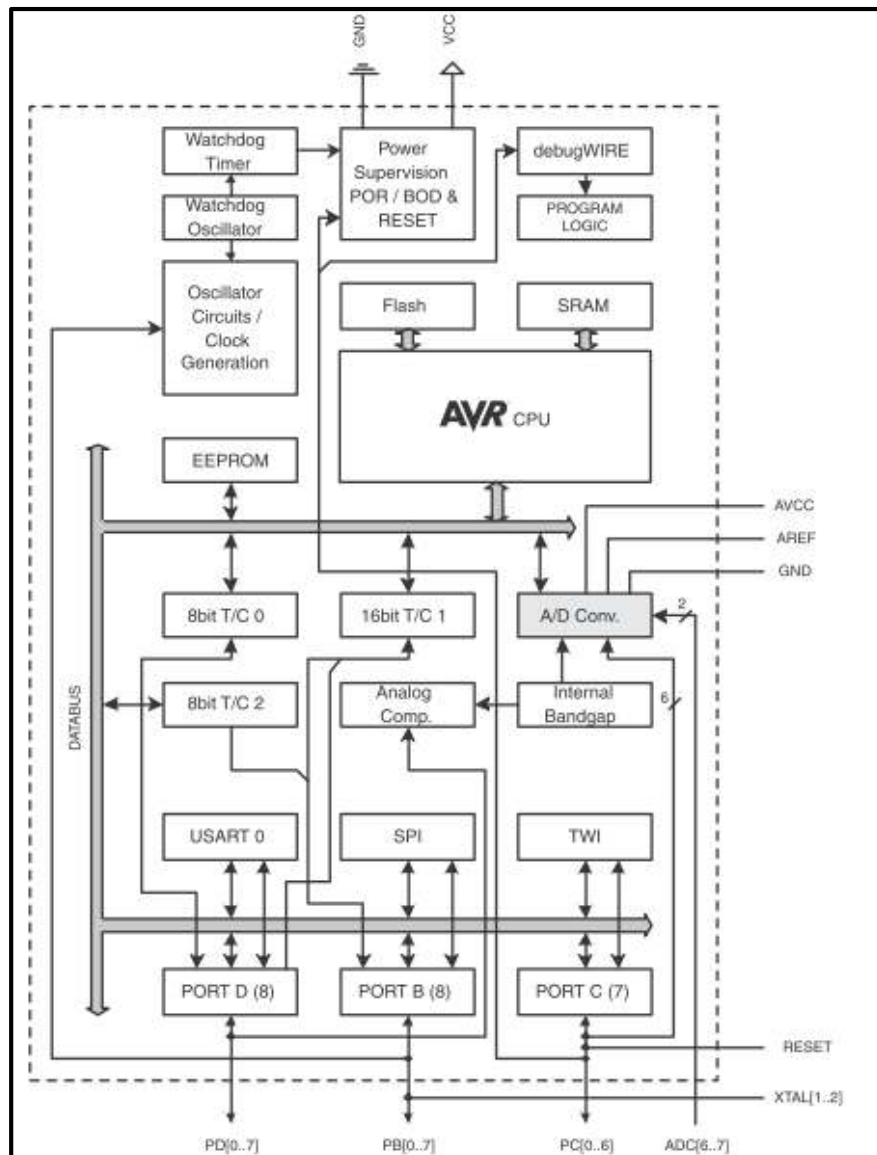 GND
VCC
Watchdog
Timer
Power
Supervision
POR / BOD &
RESET
debugWIRE
Watchdog
Oscillator
PROGRAM
LOGIC
Oscillator
Circuits /
Clock
Generation
Flash
SRAM
AVR CPU
EEPROM
AVCC
AREF
GND
8bit T/C 0
16bit T/C 1
A/D Conv.
2
8bit T/C 2
Analog
Comp.
Internal
Bandgap
6
DATABUS
USART 0
SPI
TWI
PORT D (8)
PORT B (8)
PORT C (7)
RESET
XTAL[1..2]
PD[0..7]
PB[0..7]
PC[0..6]
ADC[6..7]